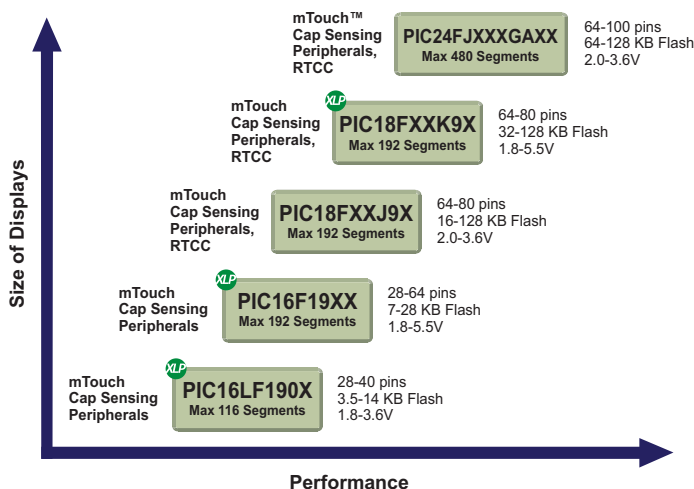 mTouch™
Cap Sensing
Peripherals,
RTCC
PIC24FJXXXGAXX
Max 480 Segments
64-100 pins
64-128 KB Flash
2.0-3.6V
XLP
mTouch
Cap Sensing
Peripherals,
RTCC
PIC18FXXK9X
Max 192 Segments
64-80 pins
32-128 KB Flash
1.8-5.5V
mTouch
Cap Sensing
Peripherals,
RTCC
PIC18FXXJ9X
Max 192 Segments
64-80 pins
16-128 KB Flash
2.0-3.6V
XLP
mTouch
Cap Sensing
Peripherals
PIC16F19XX
Max 192 Segments
28-64 pins
7-28 KB Flash
1.8-5.5V
XLP
mTouch
Cap Sensing
Peripherals
PIC16LF190X
Max 116 Segments
28-40 pins
3.5-14 KB Flash
1.8-3.6V
Size of Displays
Performance